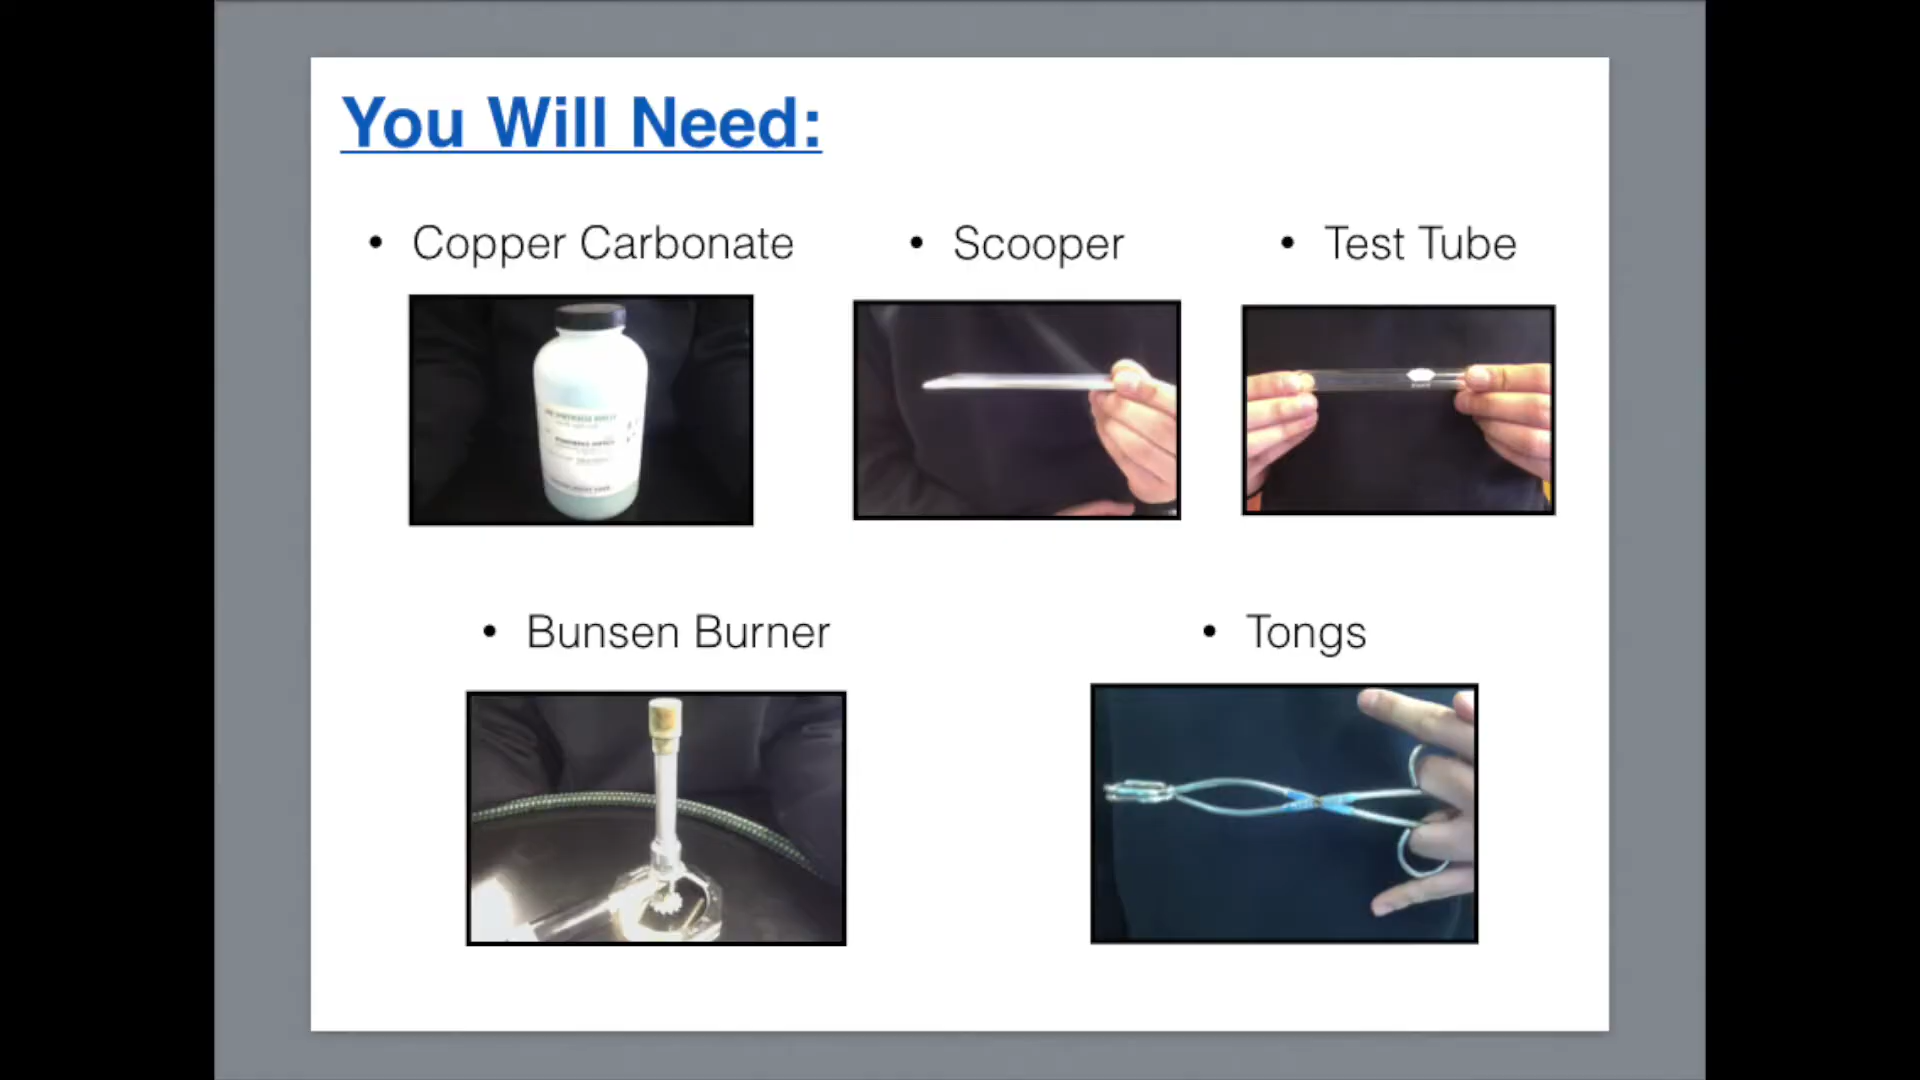 You Will Need:
• Copper Carbonate
• Scooper
• Test Tube
• Bunsen Burner
• Tongs